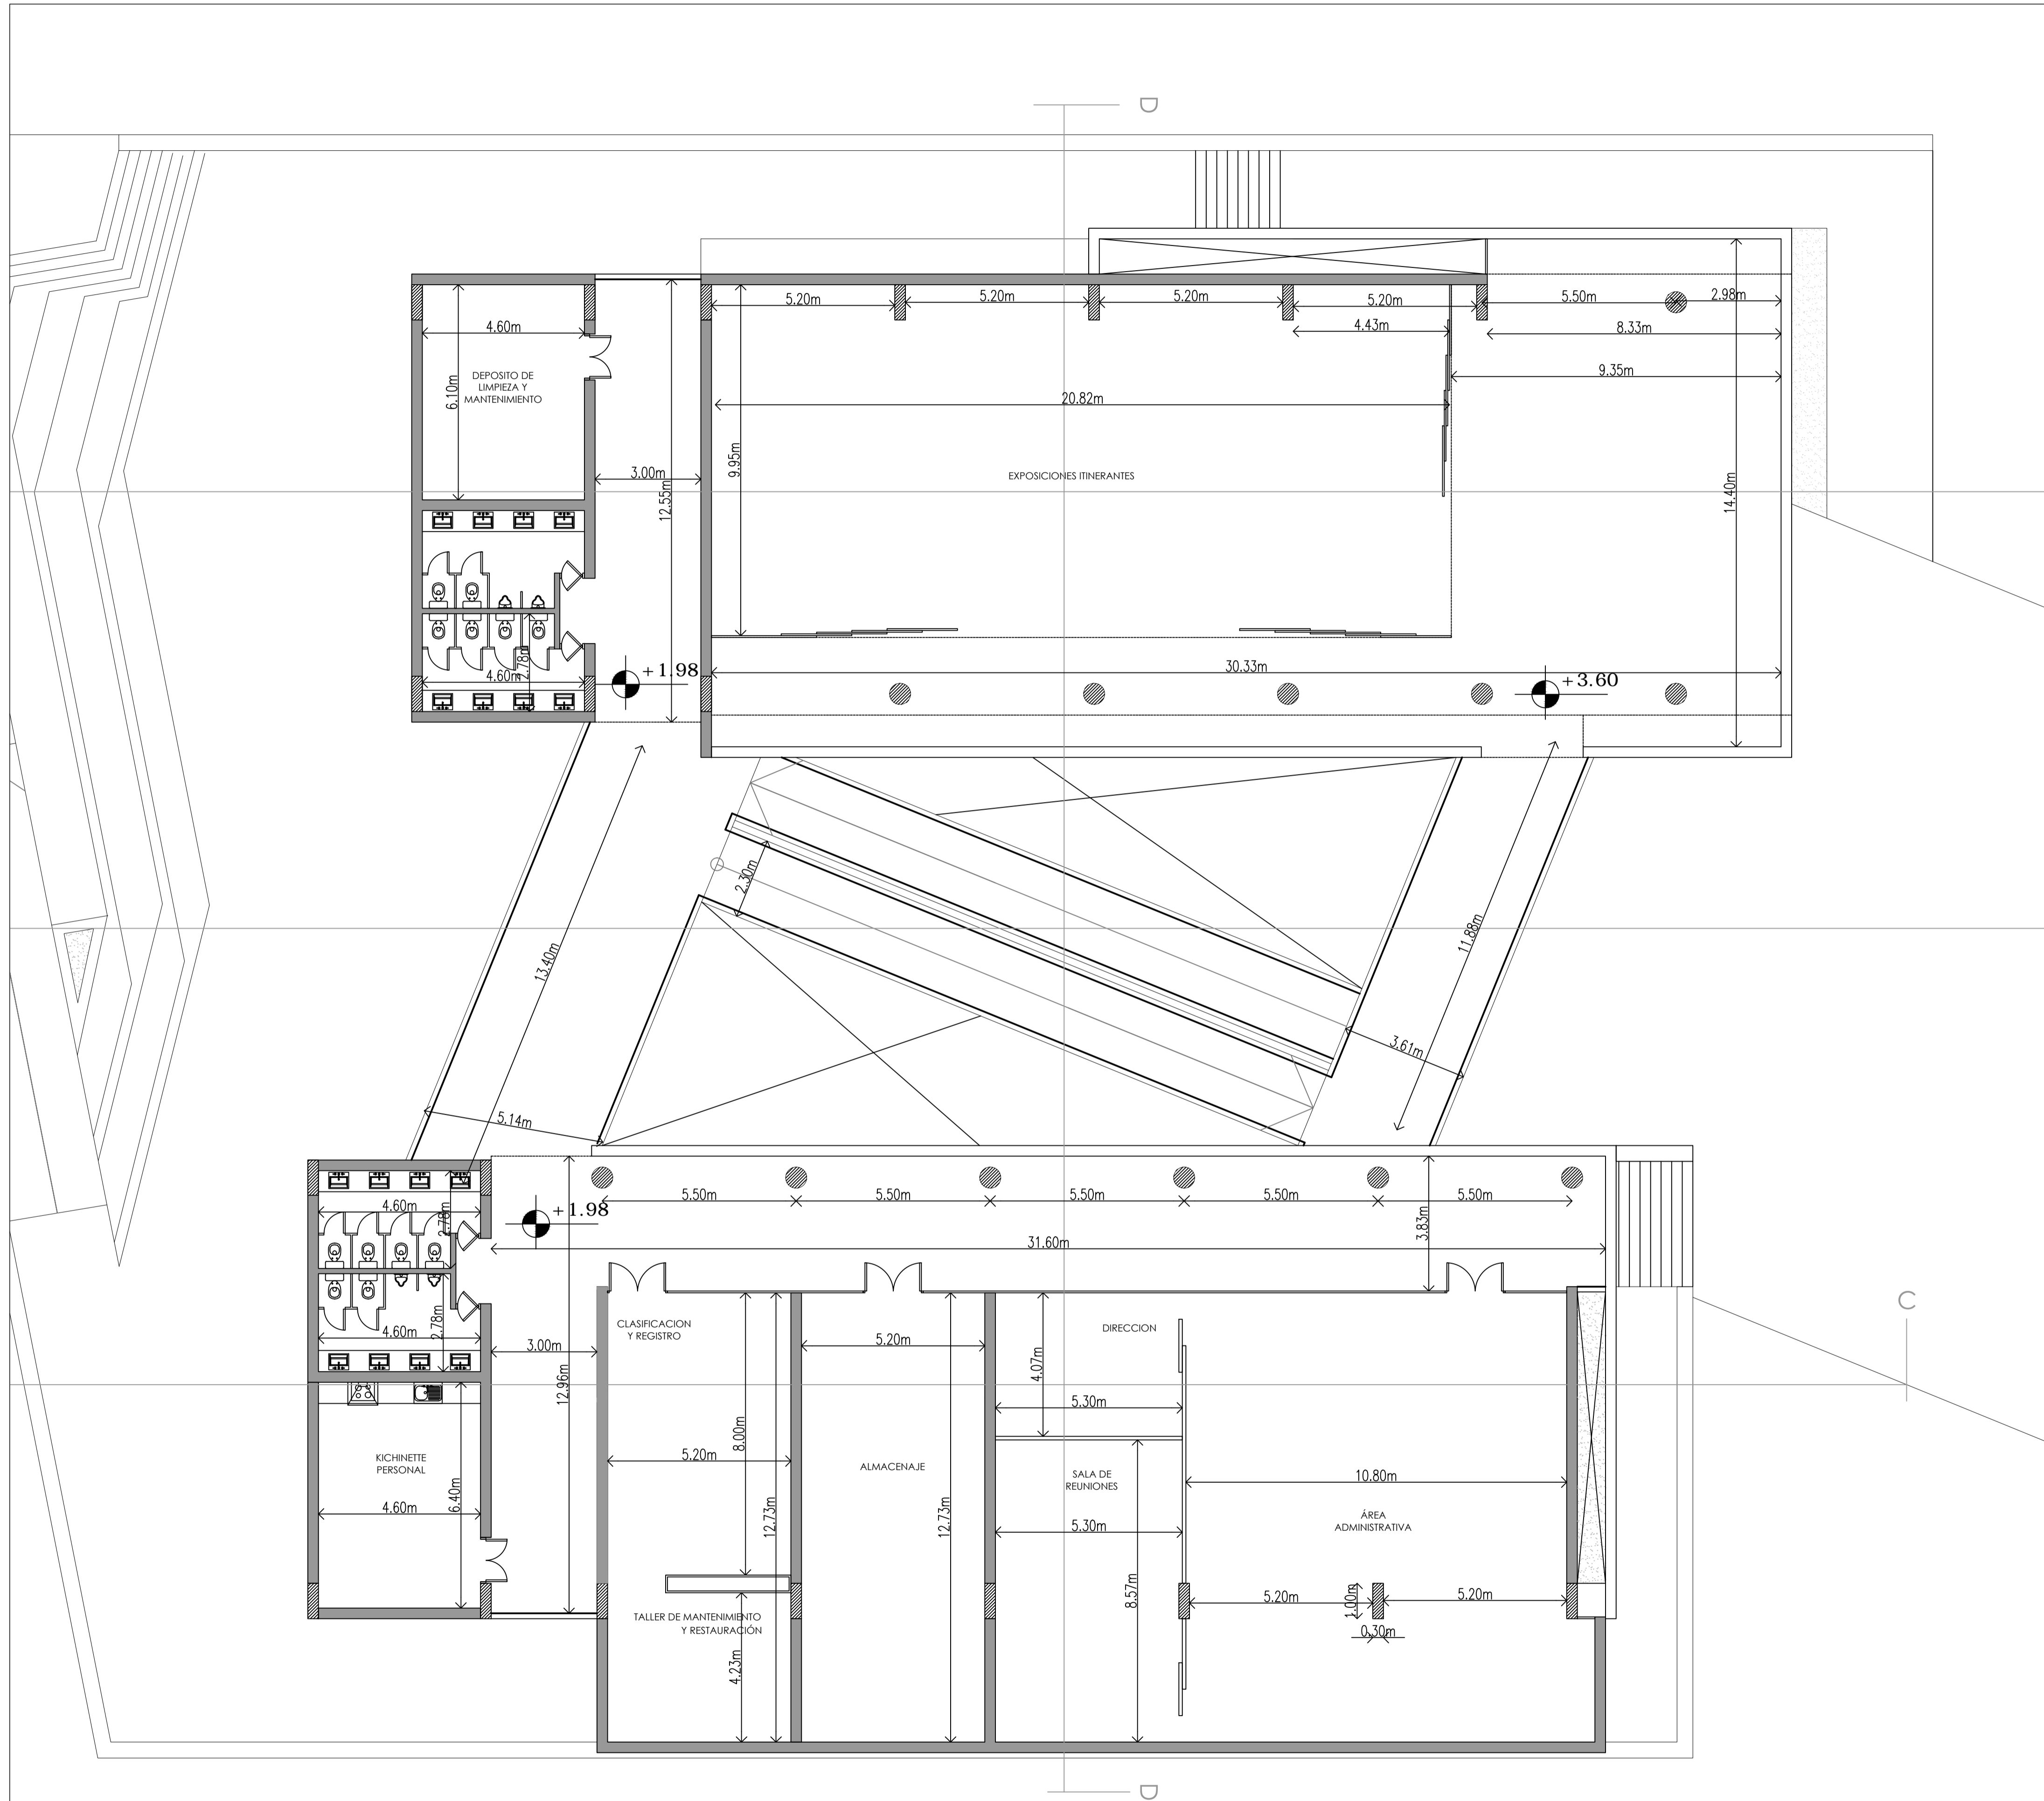 D
5.20m
5.20m
5.20m
5.20m
5.50m
2.98m
4.60m
4.43m
8.33m
DEPOSITO DE
LIMPIEZA Y
MANTENIMIENTO
6.10m
9.35m
20.82m
9.95m
3.00m
12.55m
EXPOSICIONES ITINERANTES
14.40m
2.78m
4.60m
+1.98
30.33m
+3.60
2.30m
13.40m
11.88m
3.61m
5.14m
4.60m
2.78m
+1.98
5.50m
5.50m
5.50m
5.50m
5.50m
3.83m
31.60m
C
CLASIFICACION
Y REGISTRO
DIRECCION
2.78m
4.60m
3.00m
5.20m
4.07m
12.96m
5.30m
8.00m
5.20m
KICHINETTE
PERSONAL
ALMACENAJE
SALA DE
REUNIONES
10.80m
6.40m
4.60m
12.73m
12.73m
5.30m
ÁREA
ADMINISTRATIVA
8.57m
5.20m
1.00m
5.20m
TALLER DE MANTENIMIENTO
Y RESTAURACIÓN
0.30m
4.23m
D